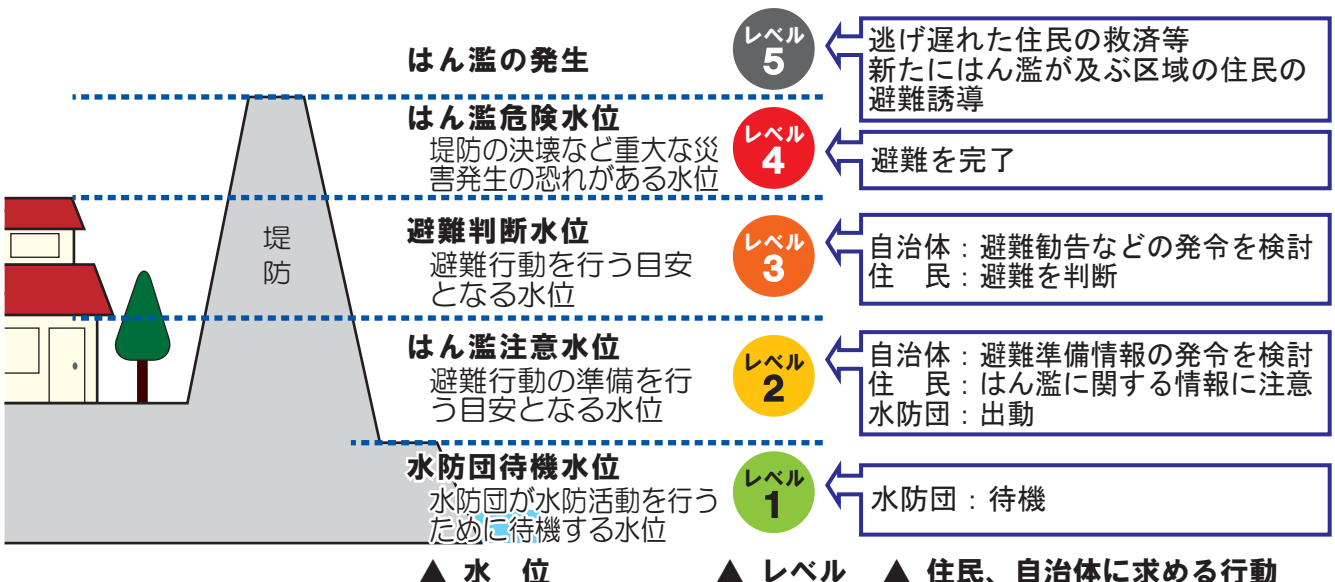 はん濫の発生
レベル
5
逃げ遅れた住民の救済等
新たにはん濫が及ぶ区域の住民の
避難誘導
はん濫危険水位
堤防の決壊など重大な災
害発生の恐れがある水位
レベル
4
避難を完了
堤
防
避難判断水位
避難行動を行う目安
となる水位
レベル
3
自治体：避難勧告などの発令を検討
住　民：避難を判断
はん濫注意水位
避難行動の準備を行
う目安となる水位
レベル
2
自治体：避難準備情報の発令を検討
住　民：はん濫に関する情報に注意
水防団：出動
水防団待機水位
水防団が水防活動を行う
ために待機する水位
レベル
1
水防団：待機
▲ 水　位
▲ レベル
▲ 住民、自治体に求める行動